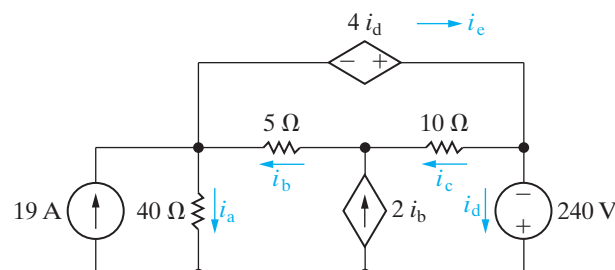 4 i_d
i_e
− +
5 Ω
10 Ω
i_b
i_c
19 A
40 Ω
i_a
2 i_b
i_d
−
+
240 V